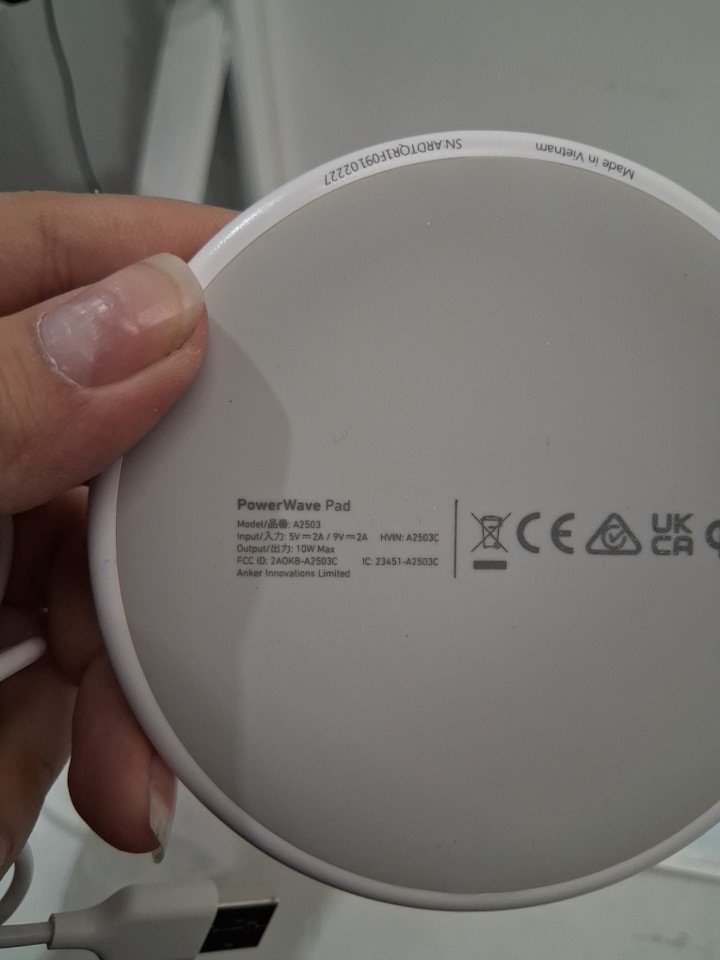 SN:ARDTQR1F09102227
Made in Vietnam
PowerWave Pad
Model/品番: A2503
Input/入力: 5V⎓2A / 9V⎓2A HVIN: A2503C
Output/出力: 10W Max
FCC ID: 2AOKB-A2503C IC: 23451-A2503C
Anker Innovations Limited
CE
UK
CA